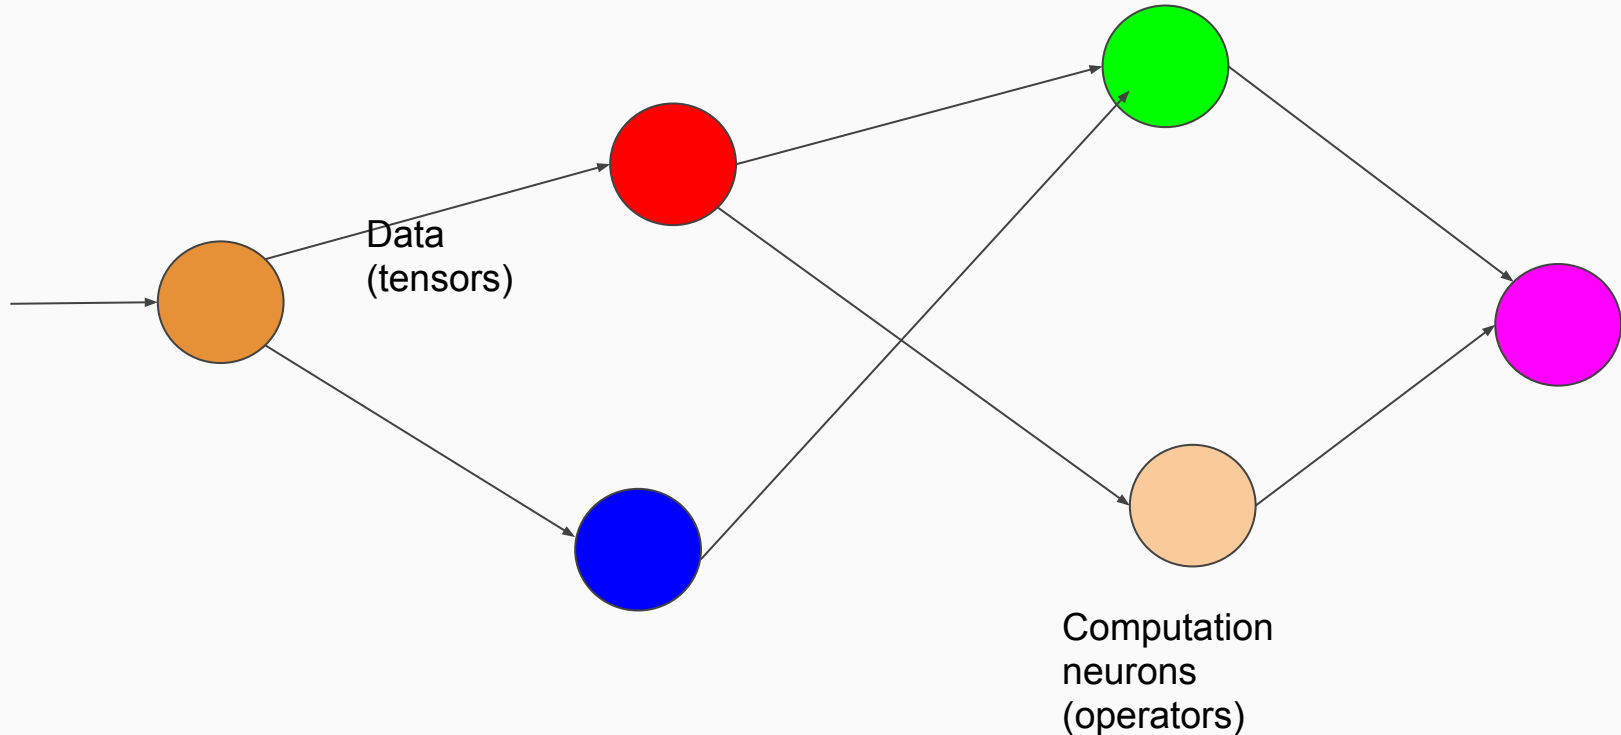 Data
(tensors)
Computation
neurons
(operators)